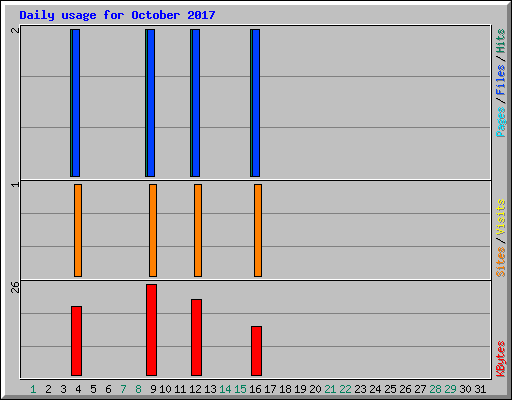 Daily usage for October 2017
2
Pages / Files / Hits
1
Sites / Visits
26
KBytes
1 2 3 4 5 6 7 8 9 10 11 12 13 14 15 16 17 18 19 20 21 22 23 24 25 26 27 28 29 30 31